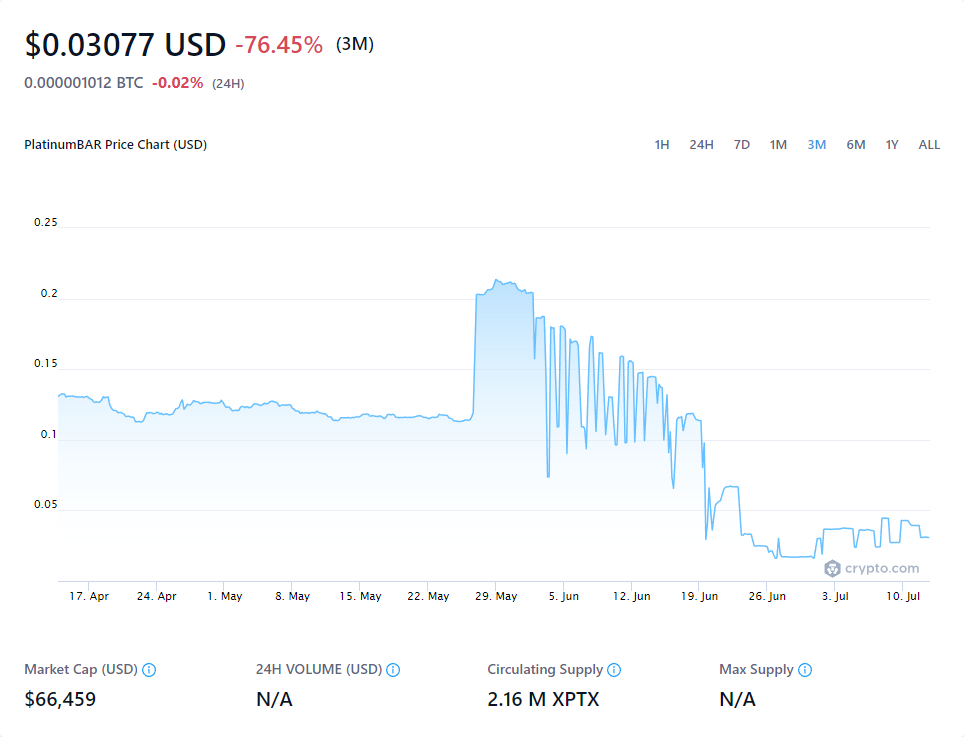 $0.03077 USD -76.45% (3M)
0.000001012 BTC -0.02% (24H)
PlatinumBAR Price Chart (USD) 1H 24H 7D 1M 3M 6M 1Y ALL
0.25
0.2
0.15
0.1
0.05
crypto.com
17. Apr 24. Apr 1. May 8. May 15. May 22. May 29. May 5. Jun 12. Jun 19. Jun 26. Jun 3. Jul 10. Jul
Market Cap (USD) 24H VOLUME (USD) Circulating Supply Max Supply
$66,459 N/A 2.16 M XPTX N/A